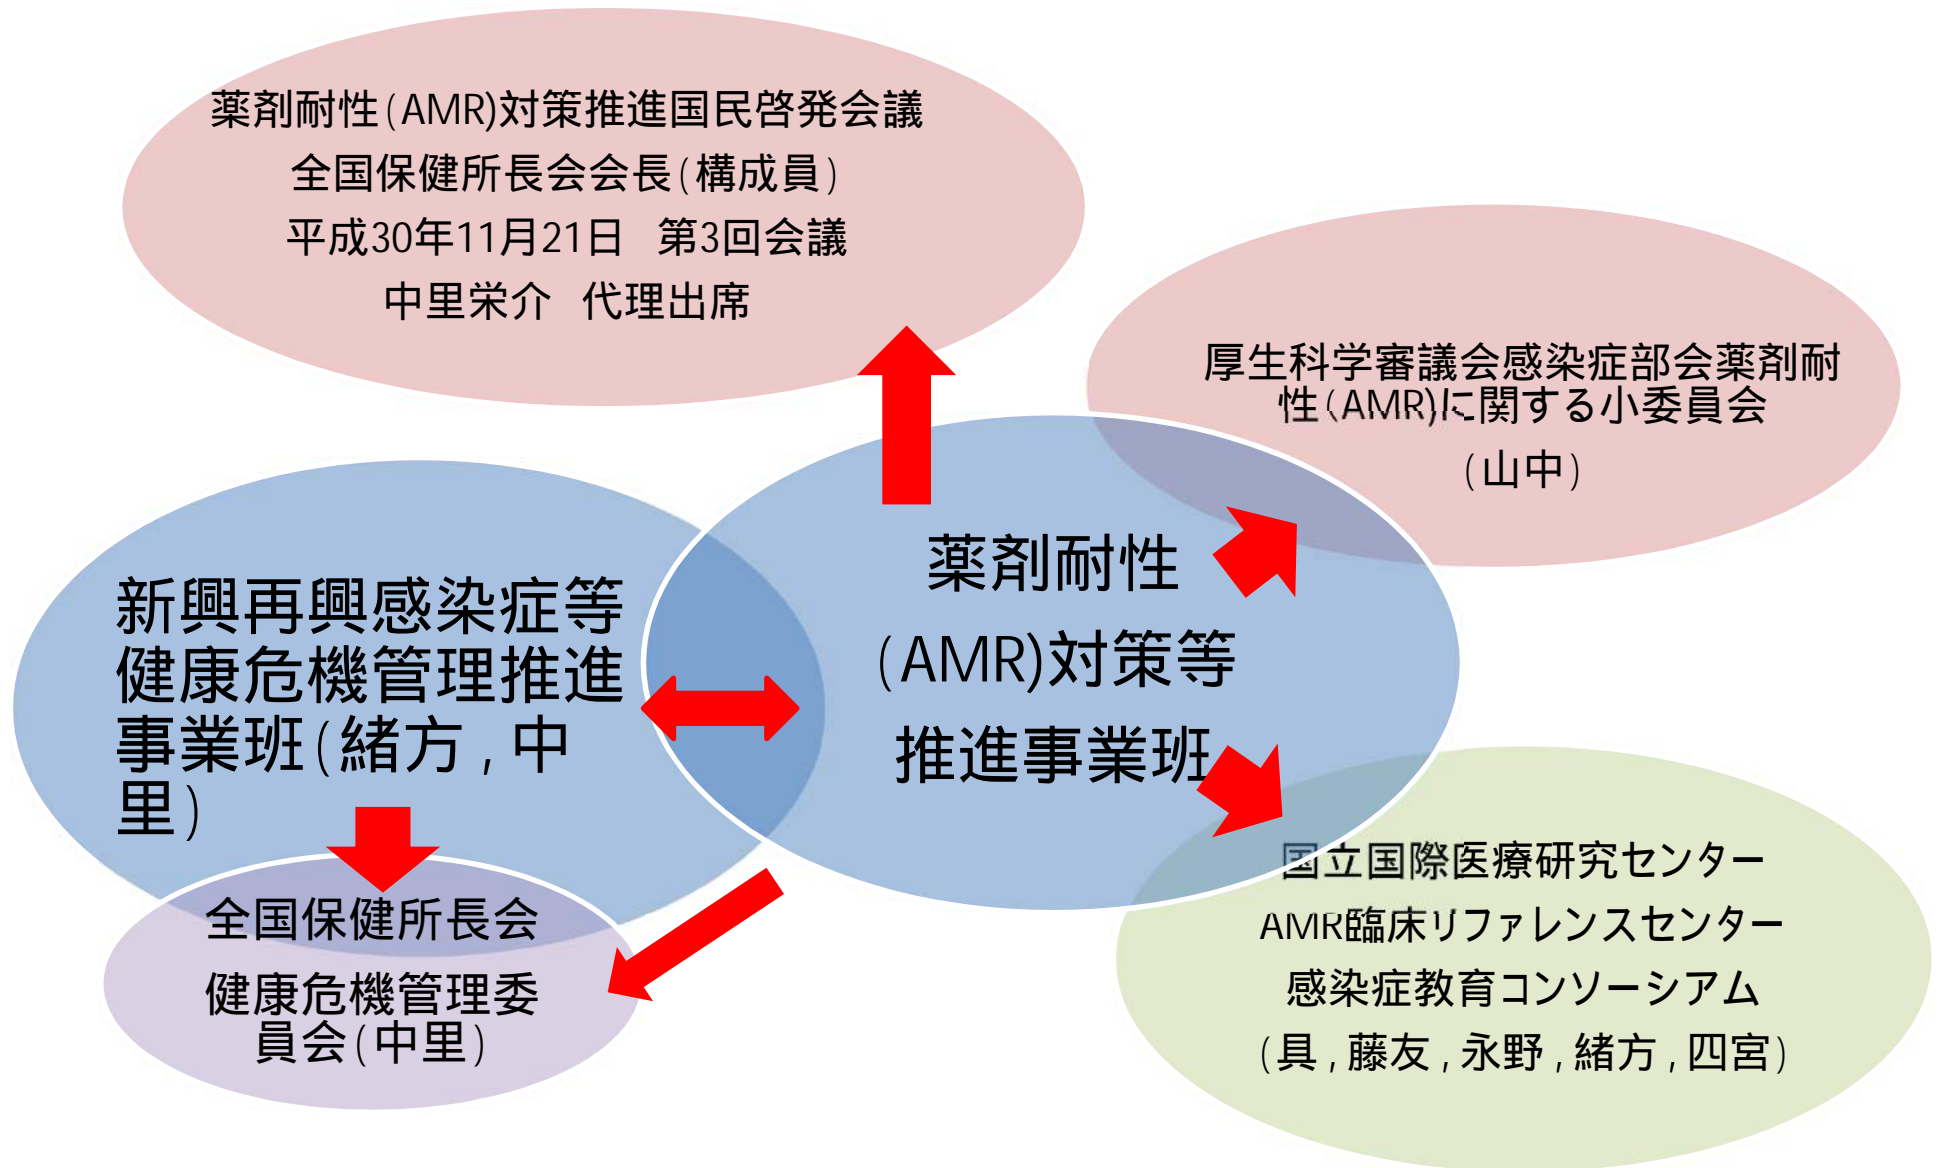 薬剤耐性(AMR)対策推進国民啓発会議
全国保健所長会会長(構成員)
平成30年11月21日　第3回会議
中里栄介　代理出席
厚生科学審議会感染症部会薬剤耐
性(AMR)に関する小委員会
(山中)
薬剤耐性
(AMR)対策等
推進事業班
新興再興感染症等
健康危機管理推進
事業班(緒方,中
里)
全国保健所長会
健康危機管理委
員会(中里)
国立国際医療研究センター
AMR臨床リファレンスセンター
感染症教育コンソーシアム
(具,藤友,永野,緒方,四宮)